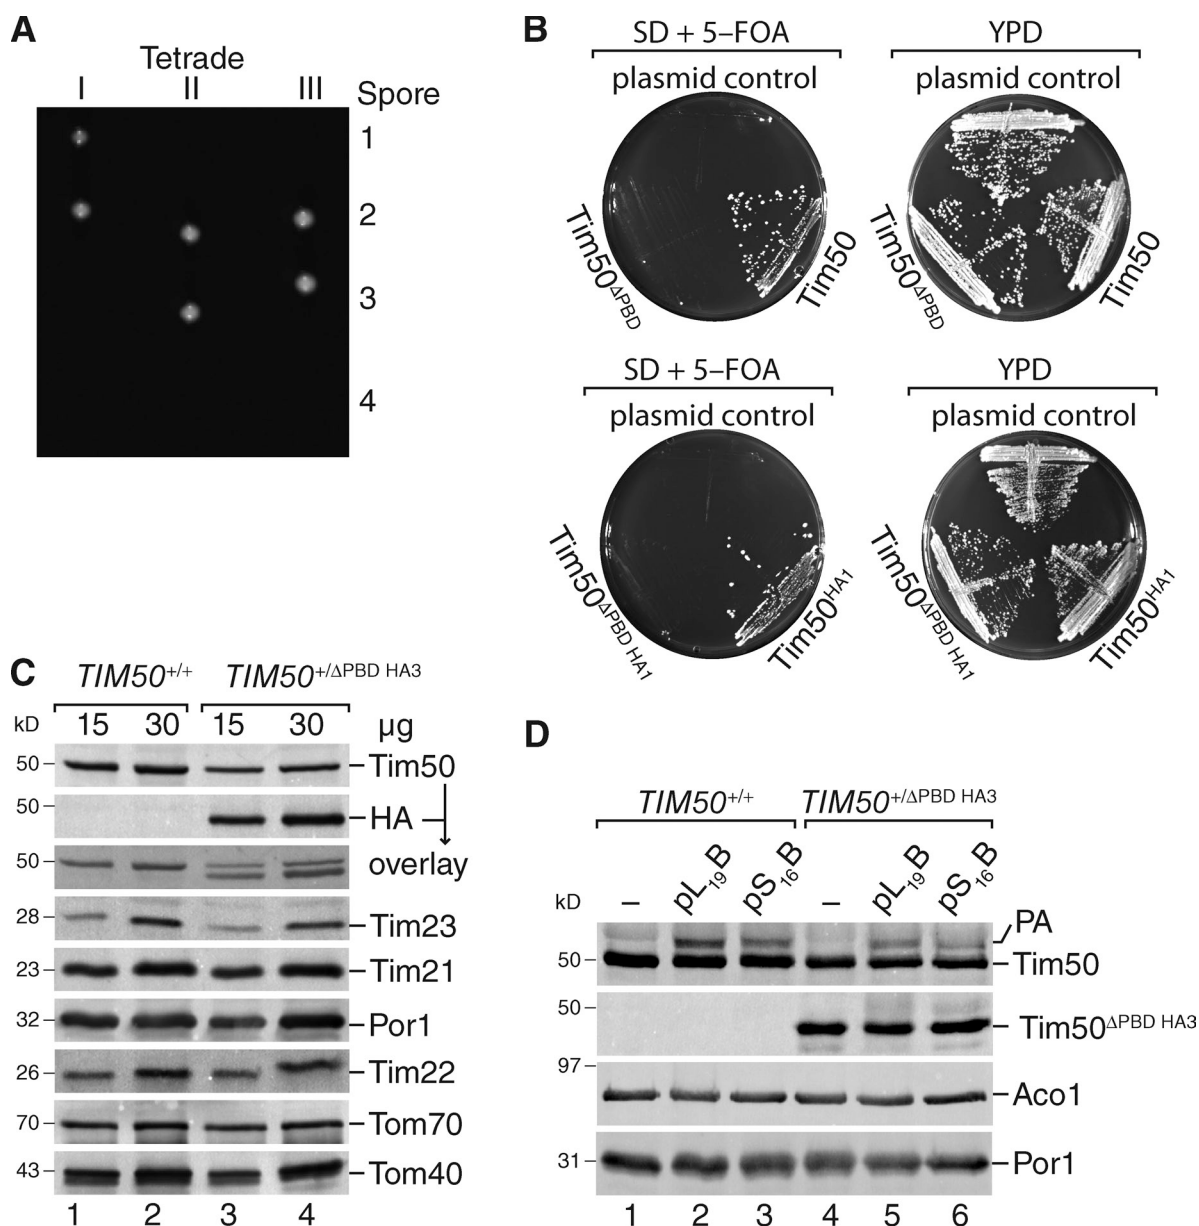 A
Tetrade
I II III Spore
1
2
3
4
B
SD + 5–FOA YPD
plasmid control plasmid control
Tim50ΔPBD Tim50 Tim50ΔPBD Tim50
SD + 5–FOA YPD
plasmid control plasmid control
Tim50ΔPBD HA1 Tim50HA1 Tim50ΔPBD HA1 Tim50HA1
C
TIM50+/+ TIM50+/ΔPBD HA3
kD 15 30 15 30 µg
50 Tim50
50 HA
50 overlay
28 Tim23
23 Tim21
32 Por1
26 Tim22
70 Tom70
43 Tom40
1 2 3 4
D
TIM50+/+ TIM50+/ΔPBD HA3
kD – pL19B pS16B – pL19B pS16B
PA
50 Tim50
50 Tim50ΔPBD HA3
97 Aco1
31 Por1
1 2 3 4 5 6